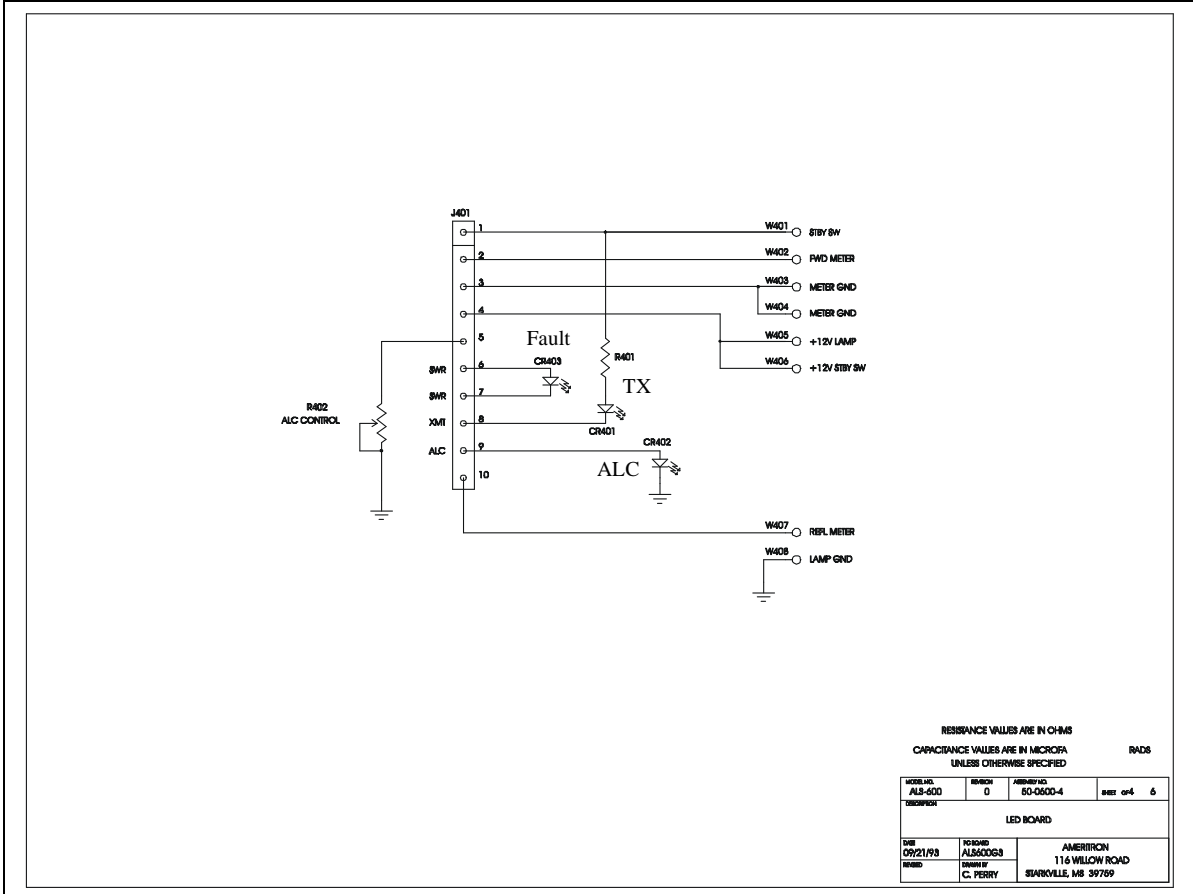 J401
1
W401
STBY SW
2
W402
FWD METER
3
W403
METER GND
4
W404
METER GND
5
W405
+12V LAMP
Fault
CR403
R401
SWR
6
W406
+12V STBY SW
SWR
7
TX
R402
ALC CONTROL
XMT
8
CR401
ALC
9
CR402
ALC
10
W407
REFL METER
W408
LAMP GND
RESISTANCE VALUES ARE IN OHMS
CAPACITANCE VALUES ARE IN MICROFA RADS
UNLESS OTHERWISE SPECIFIED
MODEL NO.
ALS-600
REVISION
0
ASSEMBLY NO.
50-0600-4
SHEET OF4 6
DESCRIPTION
LED BOARD
DATE
09/21/93
PC BOARD
ALS600G3
REVISED
DRAWN BY
C. PERRY
AMERITRON
116 WILLOW ROAD
STARKVILLE, MS 39759